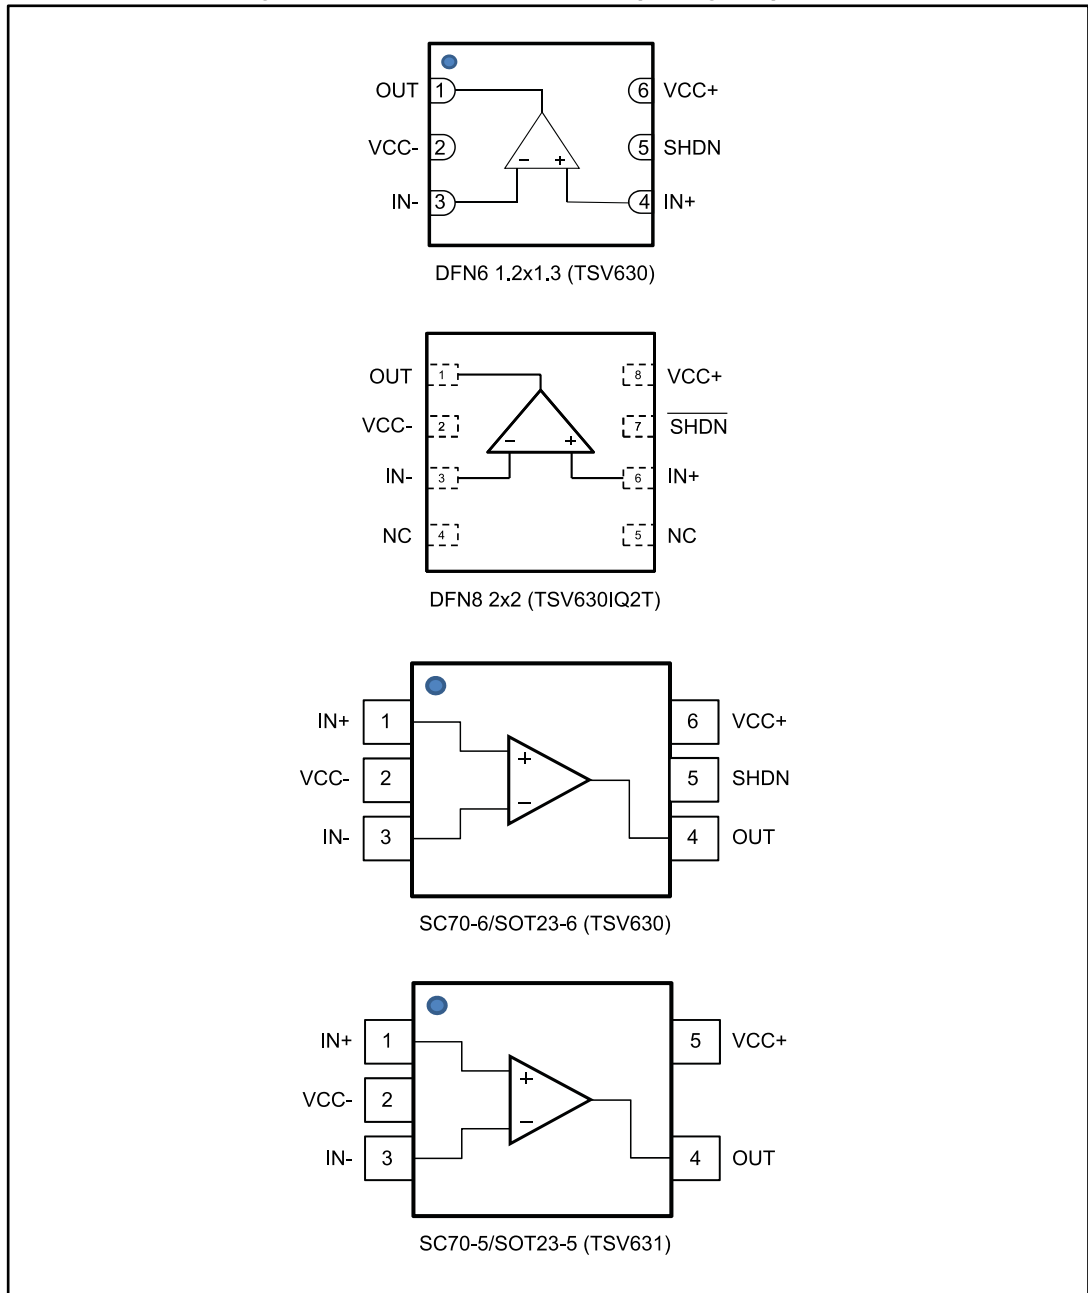 OUT 1 6 VCC+
VCC- 2 5 SHDN
- +
IN- 3 4 IN+
DFN6 1.2x1.3 (TSV630)
OUT 1 8 VCC+
VCC- 2 7 SHDN
- +
IN- 3 6 IN+
NC 4 5 NC
DFN8 2x2 (TSV630IQ2T)
IN+ 1 6 VCC+
+
VCC- 2 5 SHDN
-
IN- 3 4 OUT
SC70-6/SOT23-6 (TSV630)
IN+ 1 5 VCC+
+
VCC- 2
-
IN- 3 4 OUT
SC70-5/SOT23-5 (TSV631)